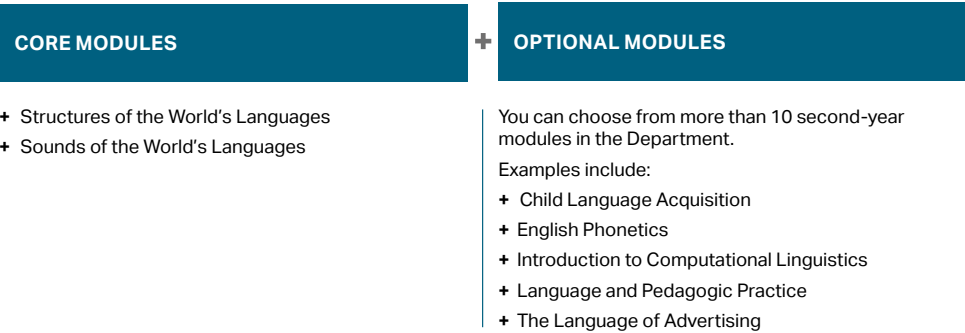 CORE MODULES
+ Structures of the World's Languages
+ Sounds of the World's Languages
+
OPTIONAL MODULES
You can choose from more than 10 second-year
modules in the Department.
Examples include:
+ Child Language Acquisition
+ English Phonetics
+ Introduction to Computational Linguistics
+ Language and Pedagogic Practice
+ The Language of Advertising